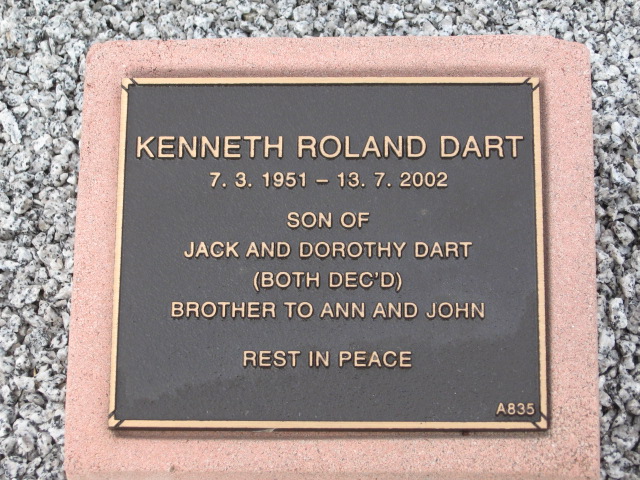 KENNETH ROLAND DART
7. 3. 1951 – 13. 7. 2002
SON OF
JACK AND DOROTHY DART
(BOTH DEC'D)
BROTHER TO ANN AND JOHN
REST IN PEACE
A835